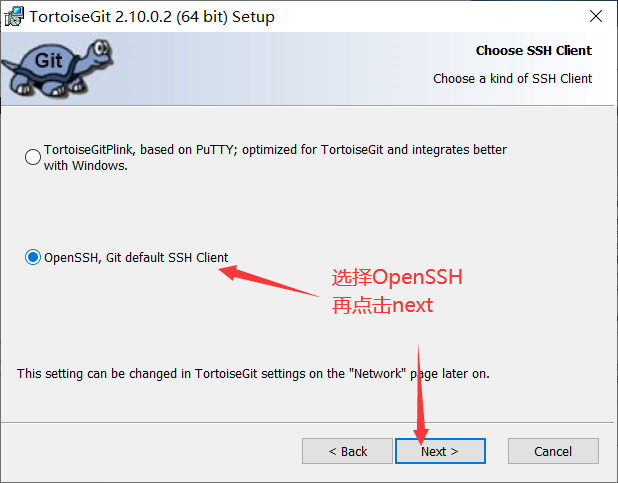 TortoiseGit 2.10.0.2 (64 bit) Setup
Git
Choose SSH Client
Choose a kind of SSH Client
TortoiseGitPlink, based on PuTTY; optimized for TortoiseGit and integrates better
with Windows.
OpenSSH, Git default SSH Client
选择OpenSSH
再点击next
This setting can be changed in TortoiseGit settings on the "Network" page later on.
< Back
Next >
Cancel